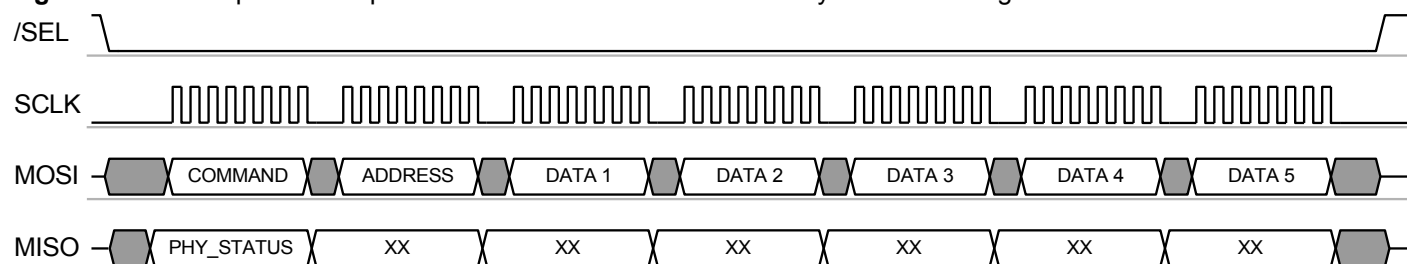 /SEL
SCLK
MOSI COMMAND ADDRESS DATA 1 DATA 2 DATA 3 DATA 4 DATA 5
MISO PHY_STATUS XX XX XX XX XX XX